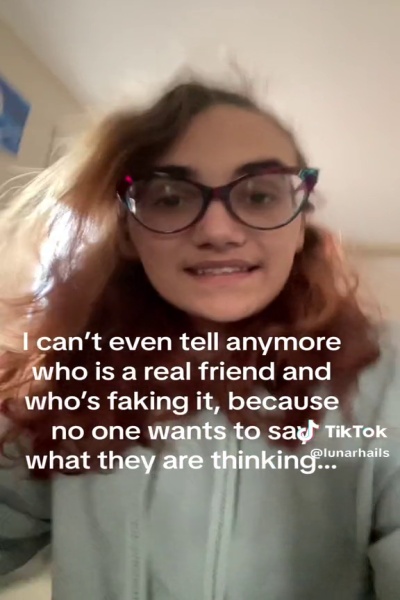 I can’t even tell anymore
who is a real friend and
who’s faking it, because
no one wants to say
what they are thinking...
TikTok
@lunarhails